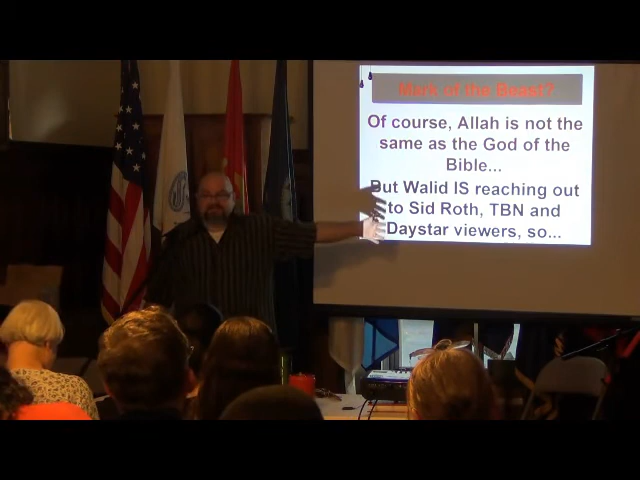 Mark of the Beast?
Of course, Allah is not the
same as the God of the
Bible...
But Walid IS reaching out
to Sid Roth, TBN and
Daystar viewers, so...